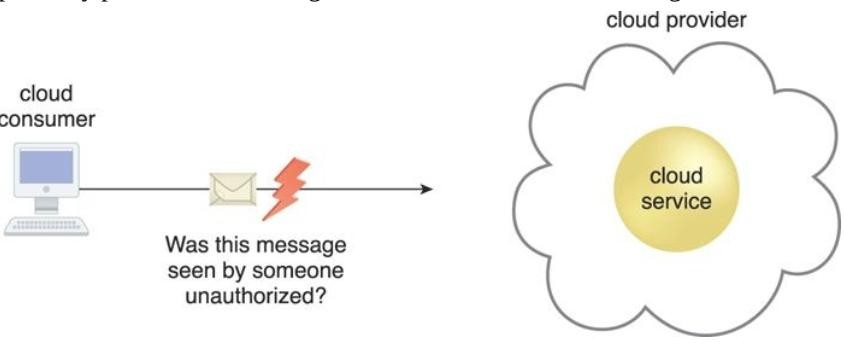 cloud provider
cloud
consumer
cloud
service
Was this message
seen by someone
unauthorized?